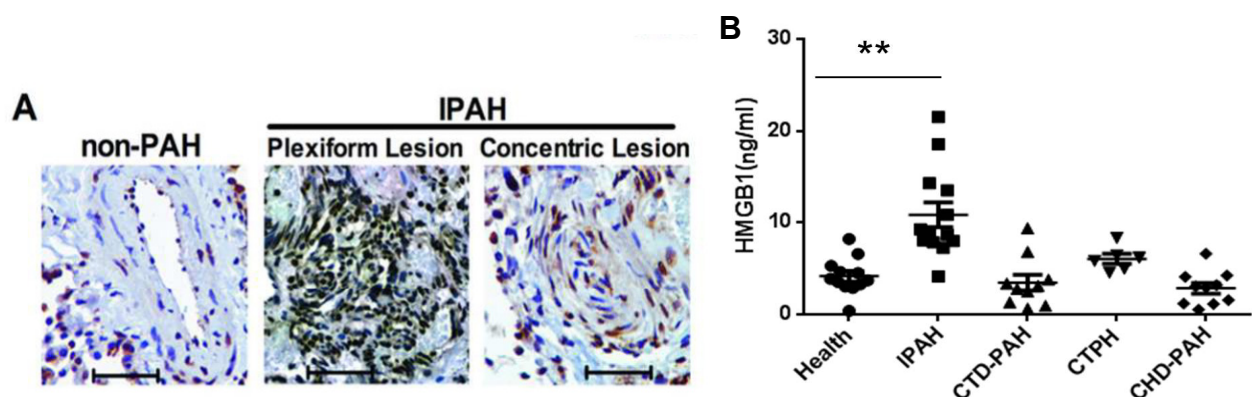 A
IPAH
non-PAH
Plexiform Lesion
Concentric Lesion
B
**
HMGB1(ng/ml)
30
20
10
0
Health
IPAH
CTD-PAH
CTPH
CHD-PAH